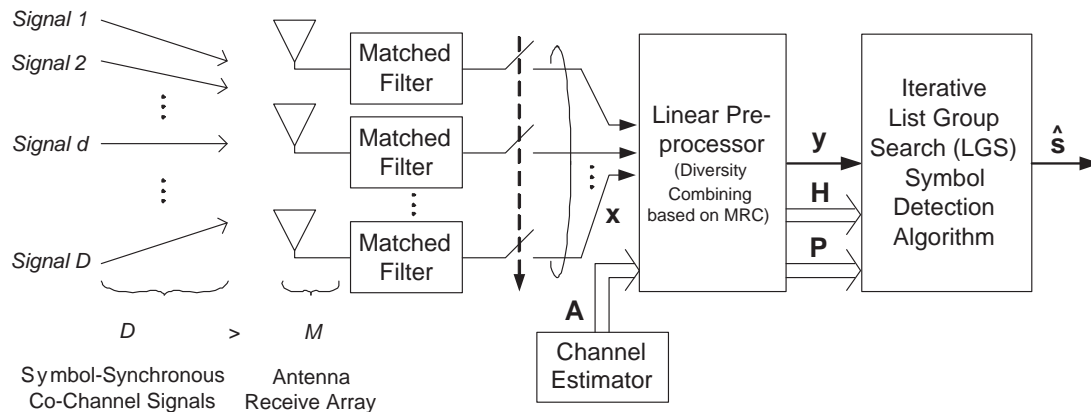 Signal 1
Signal 2
Signal d
Signal D
D > M
Symbol-Synchronous
Co-Channel Signals
Antenna
Receive Array
Matched
Filter
Matched
Filter
Matched
Filter
x
A
Channel
Estimator
Linear Pre-
processor
(Diversity
Combining
based on MRC)
y
H
P
Iterative
List Group
Search (LGS)
Symbol
Detection
Algorithm
ŝ